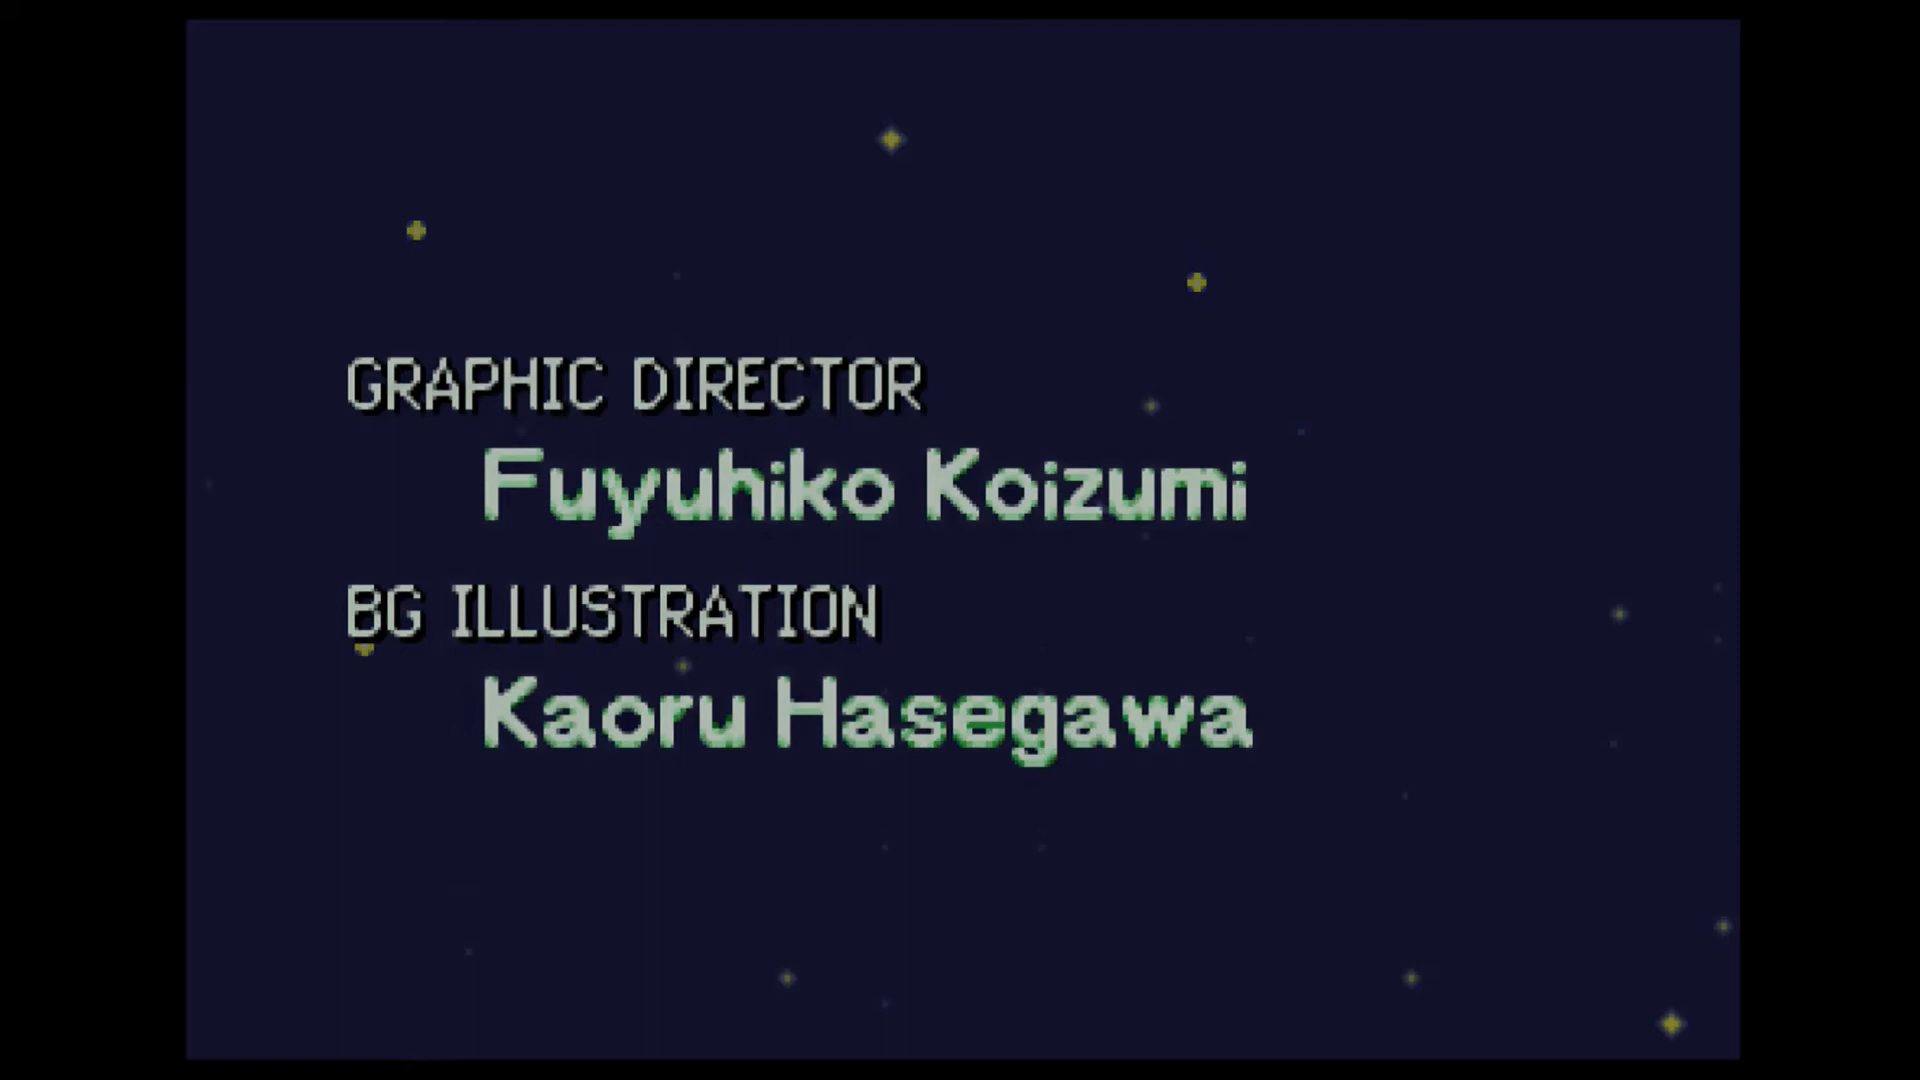 GRAPHIC DIRECTOR
Fuyuhiko Koizumi
BG ILLUSTRATION
Kaoru Hasegawa